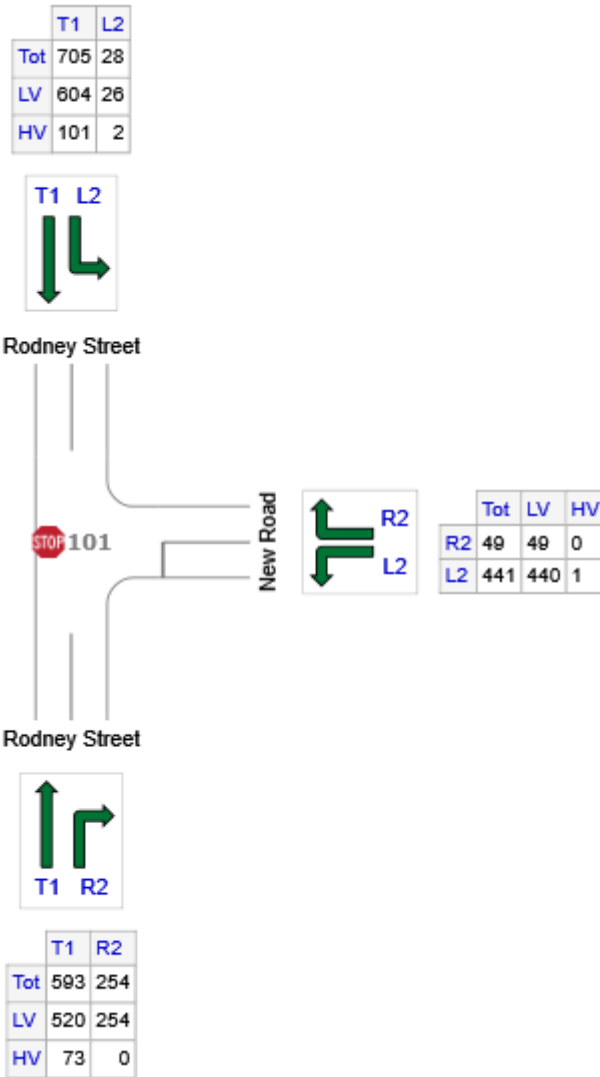 T1 L2
Tot 705 28
LV 604 26
HV 101 2
T1 L2
Rodney Street
STOP 101
New Road
R2
L2
Tot LV HV
R2 49 49 0
L2 441 440 1
Rodney Street
T1 R2
T1 R2
Tot 593 254
LV 520 254
HV 73 0